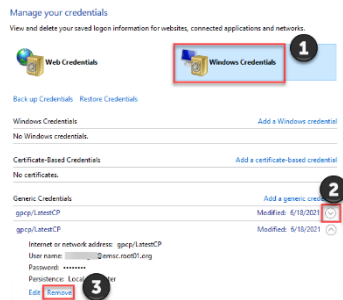 Manage your credentials
View and delete your saved logon information for websites, connected applications and networks.
1
Web Credentials
Windows Credentials
Back up Credentials Restore Credentials
Windows Credentials Add a Windows credential
No Windows credentials.
Certificate-Based Credentials Add a certificate-based credential
No certificates.
2
Generic Credentials Add a generic
gpcp/LatestCP Modified: 6/18/2021
gpcp/LatestCP Modified: 6/18/2021
Internet or network address: gpcp/LatestCP
User name: @emsc.root01.org
Password: ••••••••
Persistence: Local
3
Edit Remove